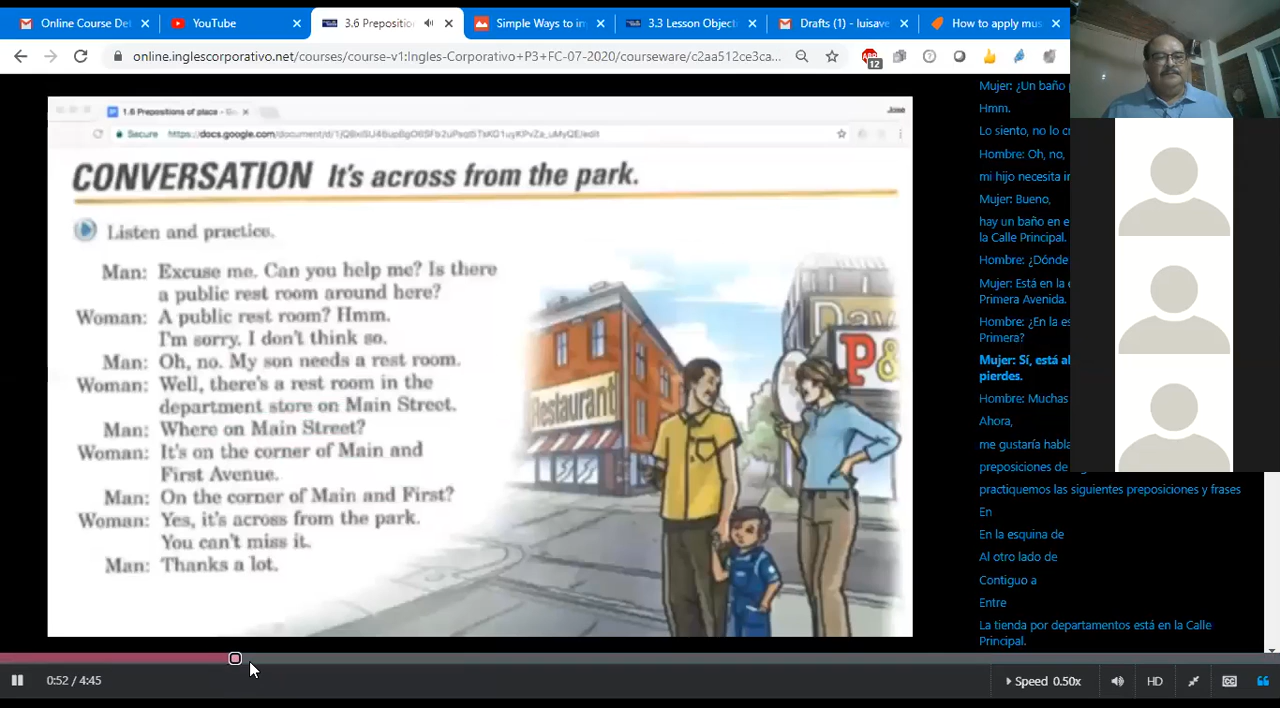 Online Course De
YouTube
3.6 Prepositio
Simple Ways to im
3.3 Lesson Objecti
Drafts (1) - luisave
How to apply mus
online.inglescorporativo.net/courses/course-v1:Ingles-Corporativo+P3+FC-07-2020/courseware/c2aa512ce3ca...
12
1.6 Prepositions of place - Go
Jose
Secure
CONVERSATION It's across from the park.
Listen and practice.
Man: Excuse me. Can you help me? Is there
a public rest room around here?
Woman: A public rest room? Hmm.
I'm sorry. I don't think so.
Man: Oh, no. My son needs a rest room.
Woman: Well, there's a rest room in the
department store on Main Street.
Man: Where on Main Street?
Woman: It's on the corner of Main and
First Avenue.
Man: On the corner of Main and First?
Woman: Yes, it's across from the park.
You can't miss it.
Man: Thanks a lot.
Restaurant
Dav
P&
Mujer: ¿Un baño
Hmm.
Lo siento, no lo cr
Hombre: Oh, no,
mi hijo necesita ir
Mujer: Bueno,
hay un baño en e
la Calle Principal.
Hombre: ¿Dónde
Mujer: Está en la e
Primera Avenida.
Hombre: ¿En la es
Primera?
Mujer: Sí, está al
pierdes.
Hombre: Muchas
Ahora,
me gustaría habla
preposiciones de
practiquemos las siguientes preposiciones y frases
En
En la esquina de
Al otro lado de
Contiguo a
Entre
La tienda por departamentos está en la Calle
Principal.
0:52 / 4:45
Speed 0.50x
HD